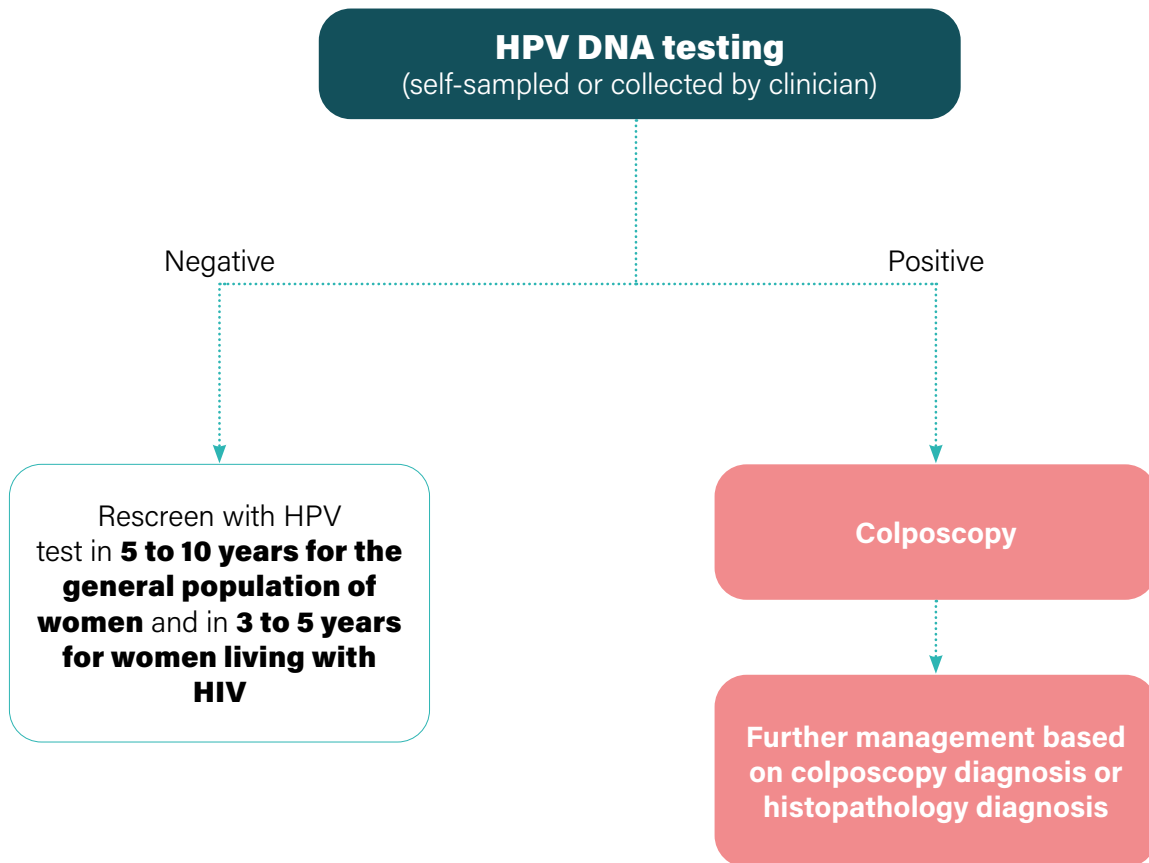 HPV DNA testing
(self-sampled or collected by clinician)
Negative
Positive
Rescreen with HPV
test in 5 to 10 years for the
general population of
women and in 3 to 5 years
for women living with
HIV
Colposcopy
Further management based
on colposcopy diagnosis or
histopathology diagnosis